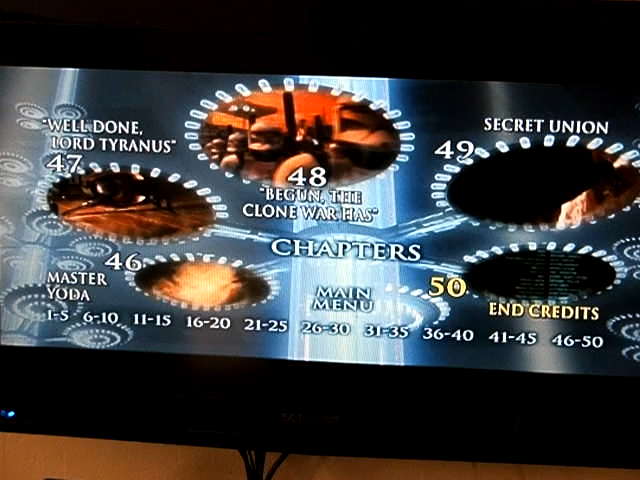 "WELL DONE,
LORD TYRANUS"
47
48
"BEGUN, THE
CLONE WAR HAS"
SECRET UNION
49
CHAPTERS
46
MASTER
YODA
MAIN
MENU
50
END CREDITS
1-5 6-10 11-15 16-20 21-25 26-30 31-35 36-40 41-45 46-50